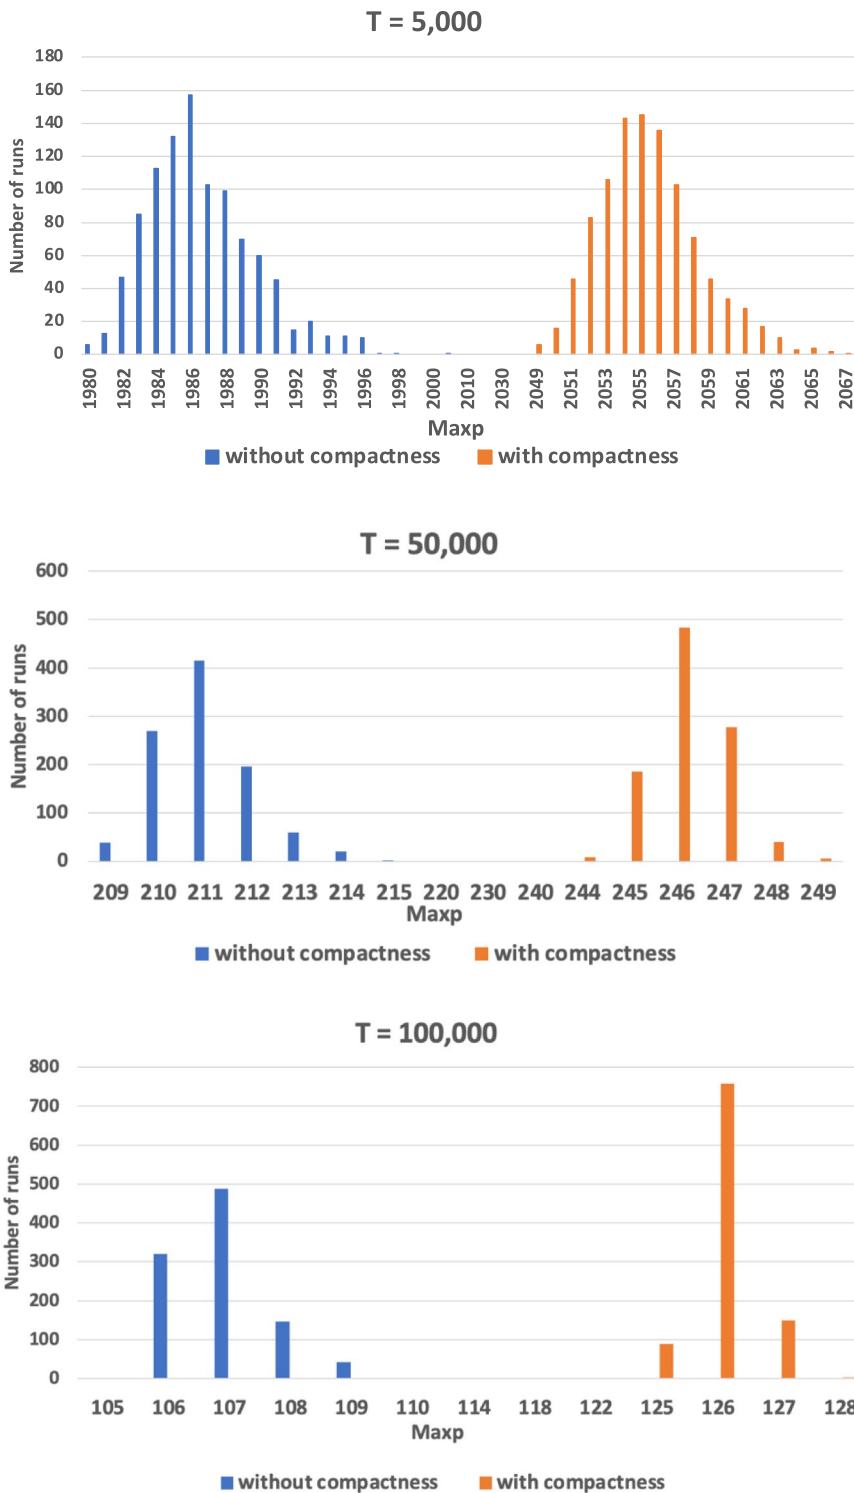 T = 5,000
180
160
140
120
100
80
60
40
20
0
Number of runs
1980 1982 1984 1986 1988 1990 1992 1994 1996 1998 2000 2010 2030 2049 2051 2053 2055 2057 2059 2061 2063 2065 2067
Maxp
without compactness with compactness
T = 50,000
600
500
400
300
200
100
0
Number of runs
209 210 211 212 213 214 215 220 230 240 244 245 246 247 248 249
Maxp
without compactness with compactness
T = 100,000
800
700
600
500
400
300
200
100
0
Number of runs
105 106 107 108 109 110 114 118 122 125 126 127 128
Maxp
without compactness with compactness